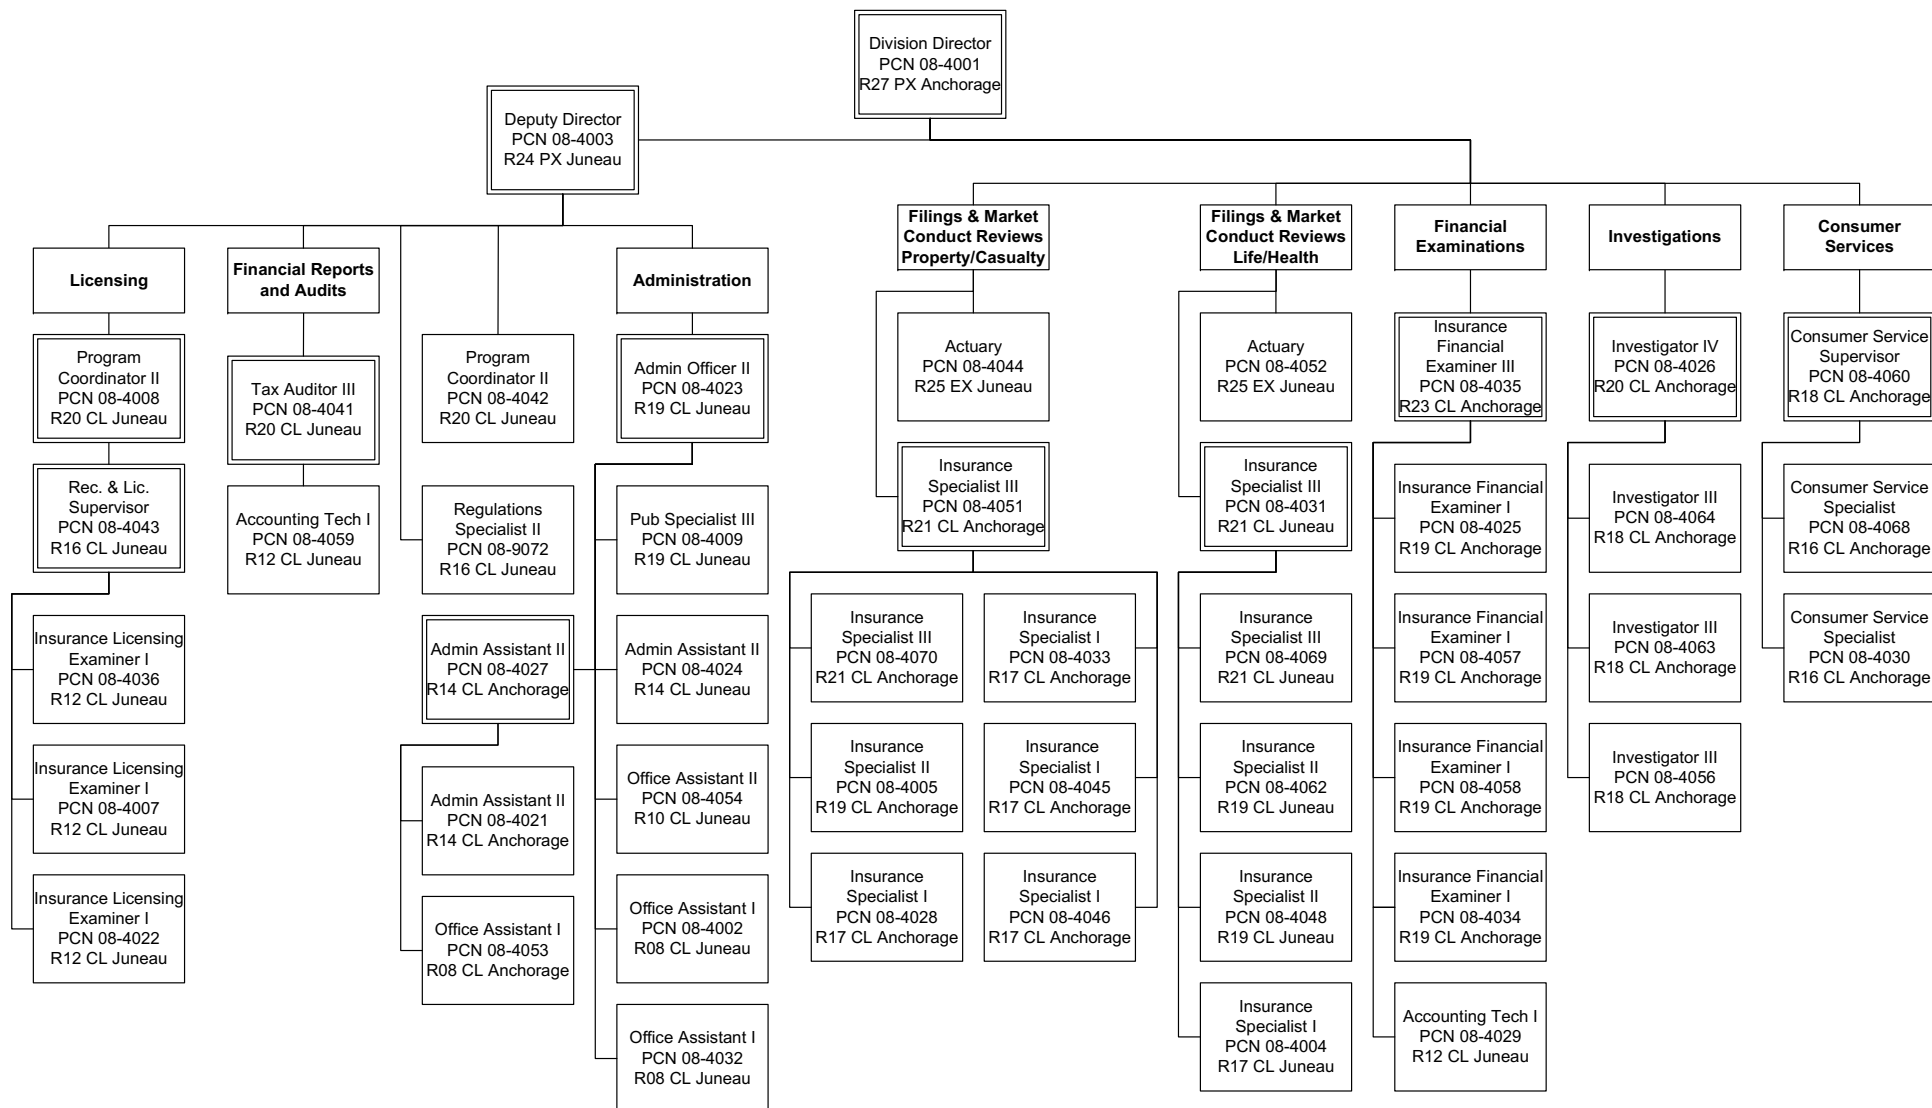 Division Director
PCN 08-4001
R27 PX Anchorage
Deputy Director
PCN 08-4003
R24 PX Juneau
Licensing
Financial Reports
and Audits
Administration
Filings & Market
Conduct Reviews
Property/Casualty
Filings & Market
Conduct Reviews
Life/Health
Financial
Examinations
Investigations
Consumer
Services
Program
Coordinator II
PCN 08-4008
R20 CL Juneau
Rec. & Lic.
Supervisor
PCN 08-4043
R16 CL Juneau
Insurance Licensing
Examiner I
PCN 08-4036
R12 CL Juneau
Insurance Licensing
Examiner I
PCN 08-4007
R12 CL Juneau
Insurance Licensing
Examiner I
PCN 08-4022
R12 CL Juneau
Tax Auditor III
PCN 08-4041
R20 CL Juneau
Accounting Tech I
PCN 08-4059
R12 CL Juneau
Program
Coordinator II
PCN 08-4042
R20 CL Juneau
Regulations
Specialist II
PCN 08-9072
R16 CL Juneau
Admin Officer II
PCN 08-4023
R19 CL Juneau
Pub Specialist III
PCN 08-4009
R19 CL Juneau
Admin Assistant II
PCN 08-4027
R14 CL Anchorage
Admin Assistant II
PCN 08-4024
R14 CL Juneau
Admin Assistant II
PCN 08-4021
R14 CL Anchorage
Office Assistant I
PCN 08-4053
R08 CL Anchorage
Office Assistant II
PCN 08-4054
R10 CL Juneau
Office Assistant I
PCN 08-4002
R08 CL Juneau
Office Assistant I
PCN 08-4032
R08 CL Juneau
Actuary
PCN 08-4044
R25 EX Juneau
Insurance
Specialist III
PCN 08-4051
R21 CL Anchorage
Insurance
Specialist III
PCN 08-4070
R21 CL Anchorage
Insurance
Specialist II
PCN 08-4005
R19 CL Anchorage
Insurance
Specialist I
PCN 08-4028
R17 CL Anchorage
Insurance
Specialist I
PCN 08-4033
R17 CL Anchorage
Insurance
Specialist I
PCN 08-4045
R17 CL Anchorage
Insurance
Specialist I
PCN 08-4046
R17 CL Anchorage
Actuary
PCN 08-4052
R25 EX Juneau
Insurance
Specialist III
PCN 08-4031
R21 CL Juneau
Insurance
Specialist III
PCN 08-4069
R21 CL Juneau
Insurance
Specialist II
PCN 08-4062
R19 CL Juneau
Insurance
Specialist II
PCN 08-4048
R19 CL Juneau
Insurance
Specialist I
PCN 08-4004
R17 CL Juneau
Insurance
Financial
Examiner III
PCN 08-4035
R23 CL Anchorage
Insurance Financial
Examiner I
PCN 08-4025
R19 CL Anchorage
Insurance Financial
Examiner I
PCN 08-4057
R19 CL Anchorage
Insurance Financial
Examiner I
PCN 08-4058
R19 CL Anchorage
Insurance Financial
Examiner I
PCN 08-4034
R19 CL Anchorage
Accounting Tech I
PCN 08-4029
R12 CL Juneau
Investigator IV
PCN 08-4026
R20 CL Anchorage
Investigator III
PCN 08-4064
R18 CL Anchorage
Investigator III
PCN 08-4063
R18 CL Anchorage
Investigator III
PCN 08-4056
R18 CL Anchorage
Consumer Service
Supervisor
PCN 08-4060
R18 CL Anchorage
Consumer Service
Specialist
PCN 08-4068
R16 CL Anchorage
Consumer Service
Specialist
PCN 08-4030
R16 CL Anchorage